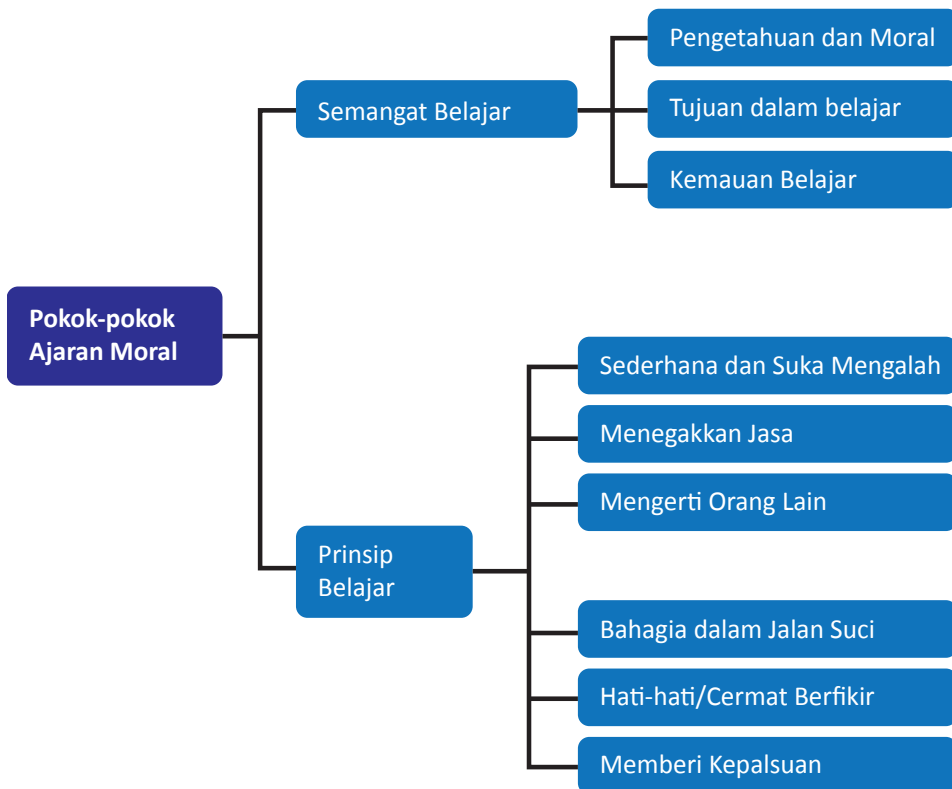 Pengetahuan dan Moral
Semangat Belajar
Tujuan dalam belajar
Kemauan Belajar
Pokok-pokok
Ajaran Moral
Sederhana dan Suka Mengalah
Menegakkan Jasa
Mengerti Orang Lain
Prinsip
Belajar
Bahagia dalam Jalan Suci
Hati-hati/Cermat Berfikir
Memberi Kepalsuan